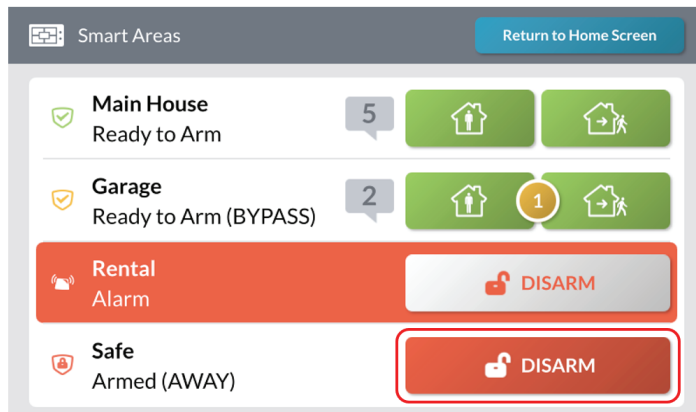 Smart Areas
Return to Home Screen
Main House
Ready to Arm
5
Garage
Ready to Arm (BYPASS)
2
1
Rental
Alarm
DISARM
Safe
Armed (AWAY)
DISARM